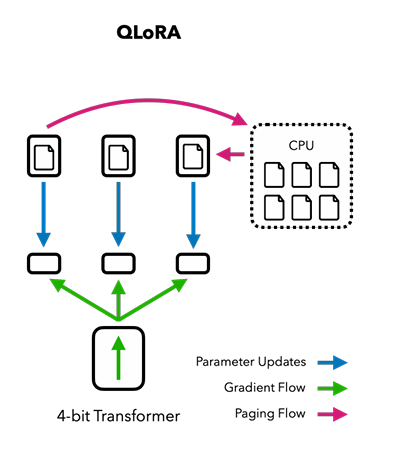 QLoRA
CPU
Parameter Updates
Gradient Flow
Paging Flow
4-bit Transformer